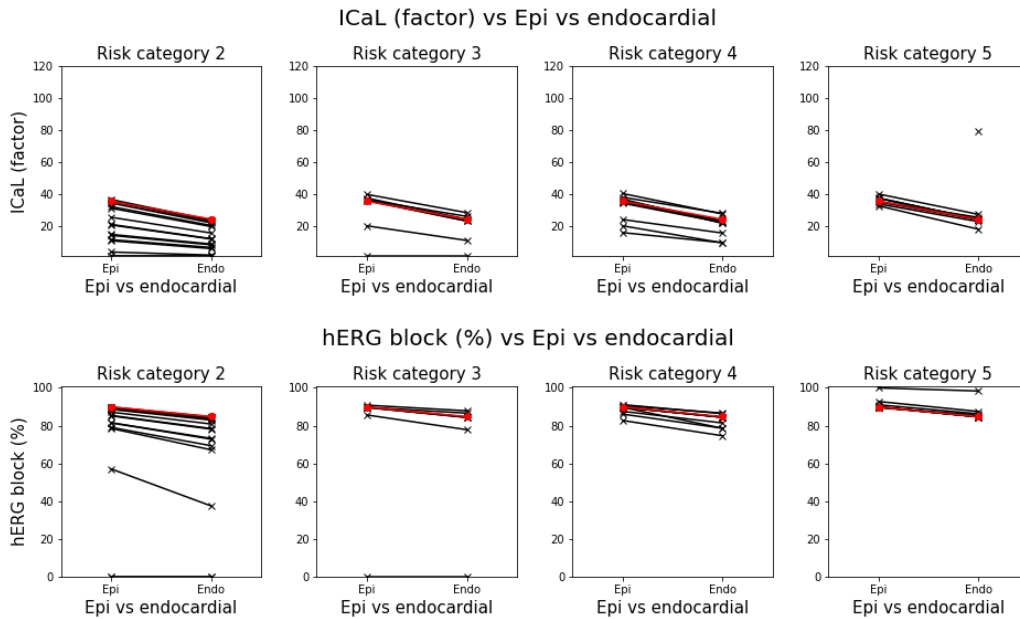 ICaL (factor) vs Epi vs endocardial
Risk category 2 Risk category 3 Risk category 4 Risk category 5
120 120 120 120
100 100 100 100
80 80 80 80
60 60 60 60
40 40 40 40
20 20 20 20
ICaL (factor)
Epi Endo Epi Endo Epi Endo Epi Endo
Epi vs endocardial Epi vs endocardial Epi vs endocardial Epi vs endocardial
hERG block (%) vs Epi vs endocardial
Risk category 2 Risk category 3 Risk category 4 Risk category 5
100 100 100 100
80 80 80 80
60 60 60 60
40 40 40 40
20 20 20 20
0 0 0 0
hERG block (%)
Epi Endo Epi Endo Epi Endo Epi Endo
Epi vs endocardial Epi vs endocardial Epi vs endocardial Epi vs endocardial